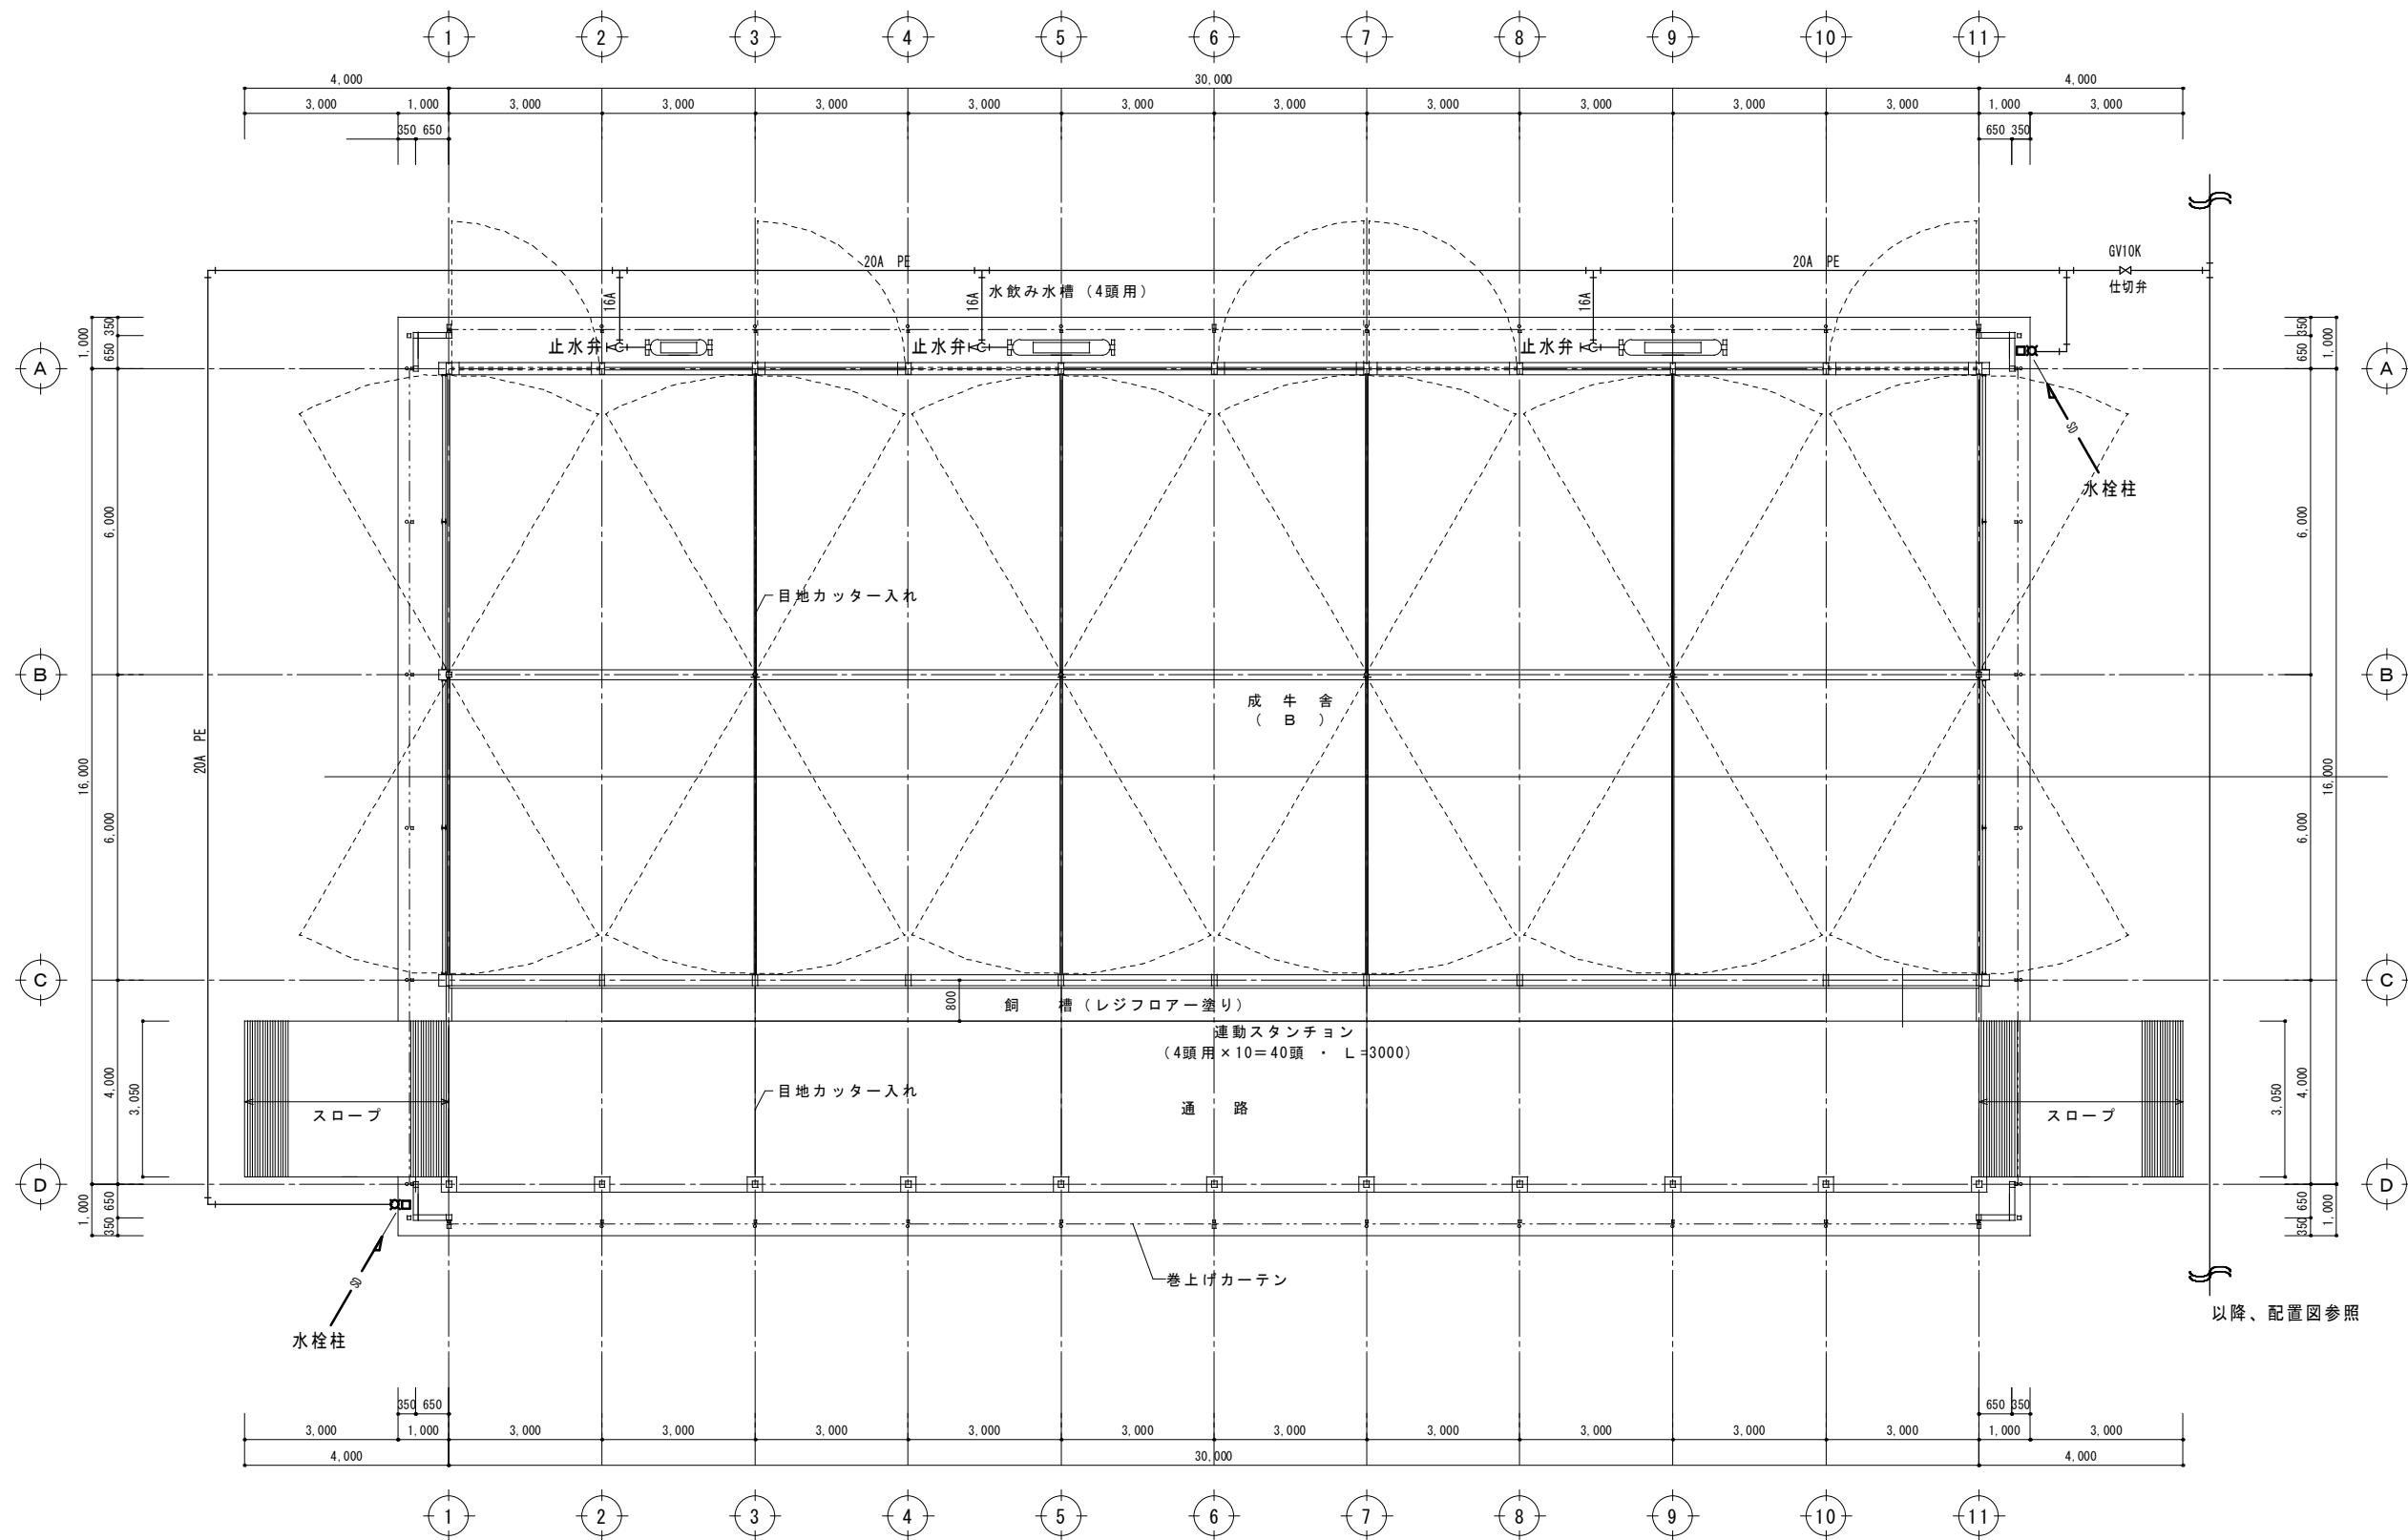 1 2 3 4 5 6 7 8 9 10 11
4,000 30,000 4,000
3,000 1,000 3,000 3,000 3,000 3,000 3,000 3,000 3,000 3,000 3,000 3,000 1,000 3,000
350 650 650 350
20A PE 20A PE GV10K
仕切弁
16A 16A 16A
水飲み水槽（4頭用）
止水弁 止水弁 止水弁
1,000 350 650 350 650 1,000
A A
SD
水栓柱
6,000 6,000
目地カッター入れ
B B
成 牛 舎
（ B ）
20A PE
16,000 16,000
6,000 6,000
C C
800
飼 槽（レジフロアー塗り）
連動スタンチョン
（4頭用×10＝40頭 ・ L=3000）
4,000 3,050 3,050 4,000
目地カッター入れ
通 路
スロープ スロープ
D D
1,000 350 650 350 650 1,000
巻上げカーテン
SD
水栓柱
以降、配置図参照
350 650 650 350
3,000 1,000 3,000 3,000 3,000 3,000 3,000 3,000 3,000 3,000 3,000 3,000 1,000 3,000
4,000 30,000 4,000
1 2 3 4 5 6 7 8 9 10 11